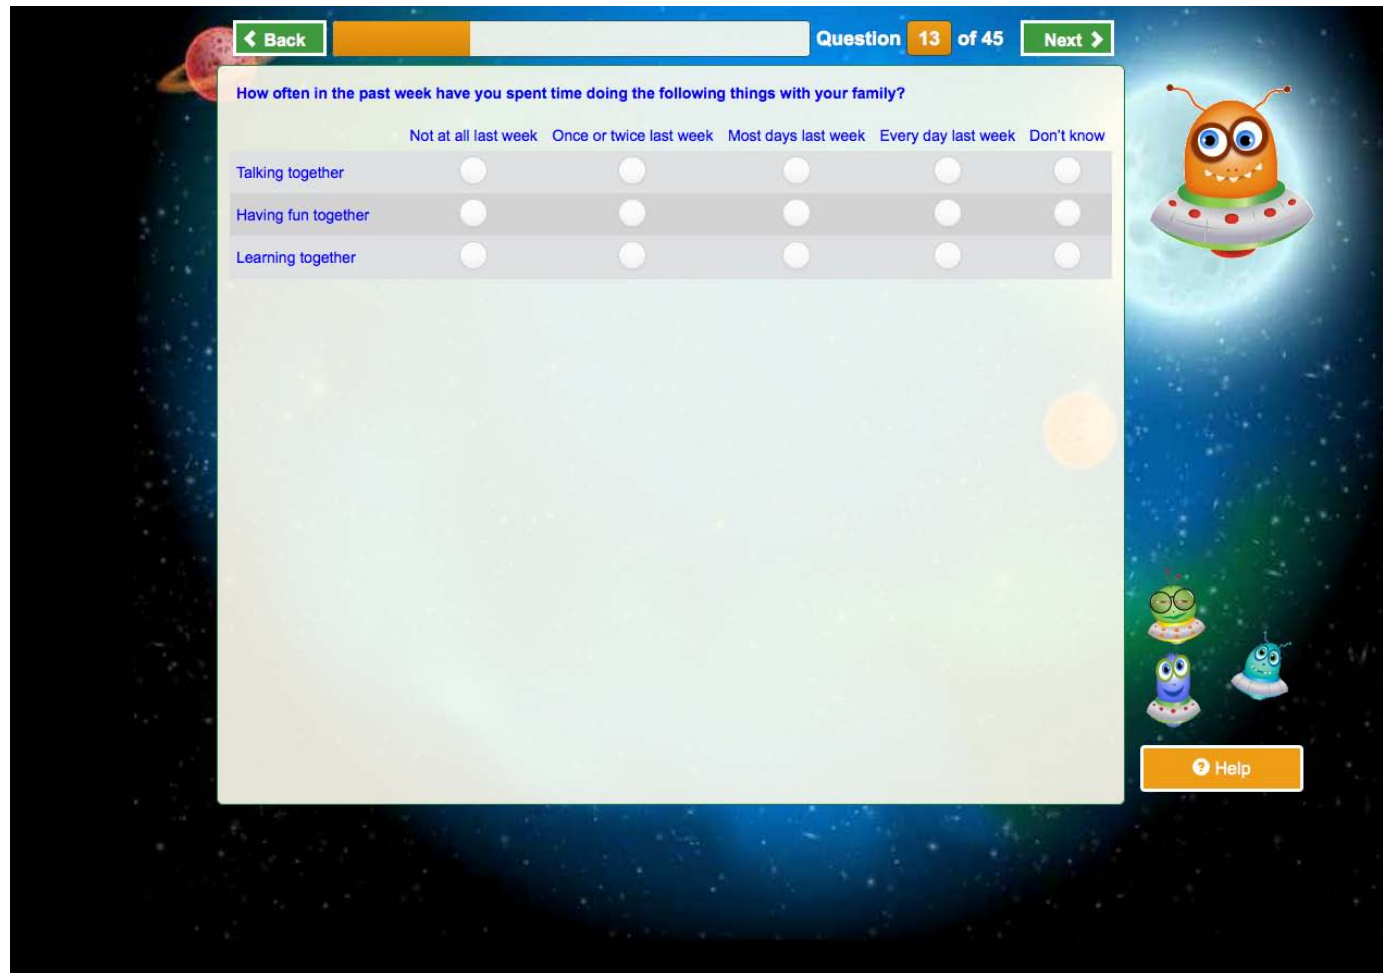 Back Question 13 of 45 Next
How often in the past week have you spent time doing the following things with your family?
Not at all last week Once or twice last week Most days last week Every day last week Don't know
Talking together
Having fun together
Learning together
? Help